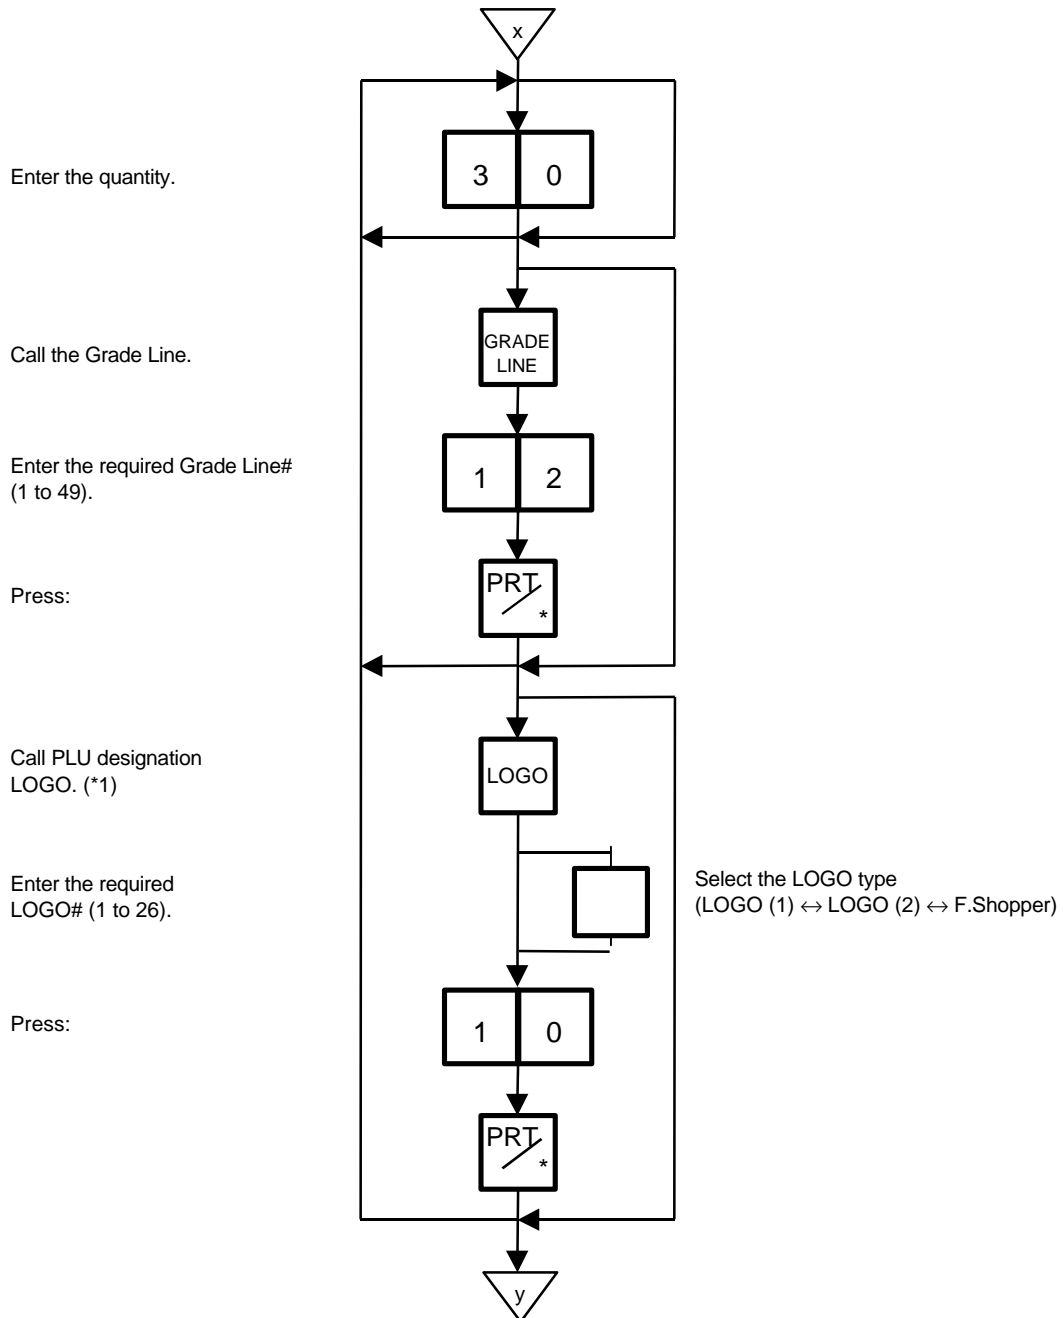 x
Enter the quantity.
3 0
Call the Grade Line.
GRADE
LINE
Enter the required Grade Line#
(1 to 49).
1 2
Press:
PRT
*
Call PLU designation
LOGO. (*1)
LOGO
Enter the required
LOGO# (1 to 26).
Select the LOGO type
(LOGO (1) ↔ LOGO (2) ↔ F.Shopper)
Press:
1 0
PRT
*
y